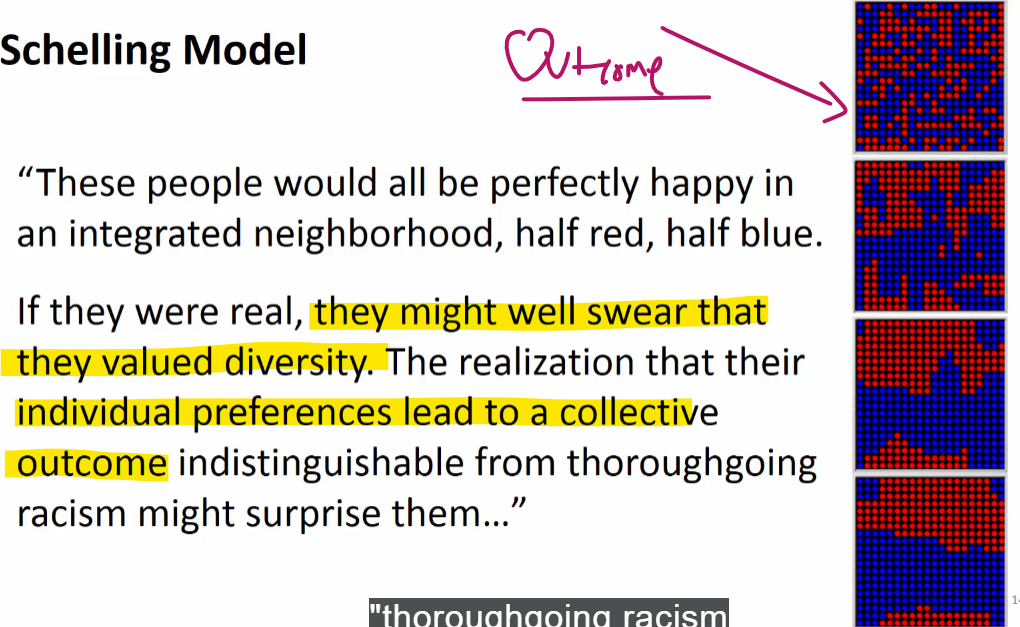 Schelling Model
Outcome
“These people would all be perfectly happy in
an integrated neighborhood, half red, half blue.
If they were real, they might well swear that
they valued diversity. The realization that their
individual preferences lead to a collective
outcome indistinguishable from thoroughgoing
racism might surprise them...”
"thoroughgoing racism